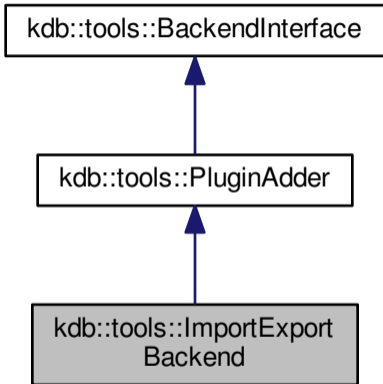 kdb::tools::BackendInterface
kdb::tools::PluginAdder
kdb::tools::ImportExport
Backend